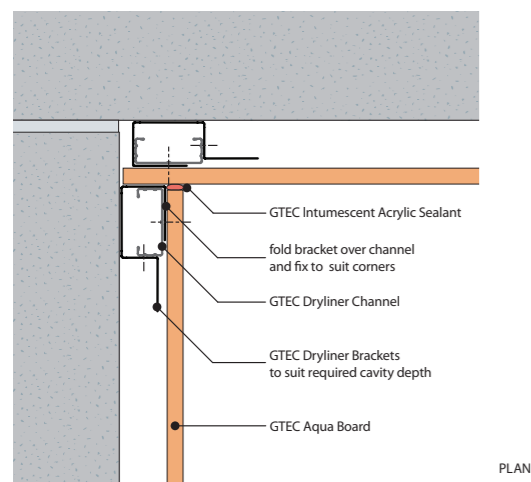 GTEC Intumescent Acrylic Sealant
fold bracket over channel
and fix to suit corners
GTEC Dryliner Channel
GTEC Dryliner Brackets
to suit required cavity depth
GTEC Aqua Board
PLAN